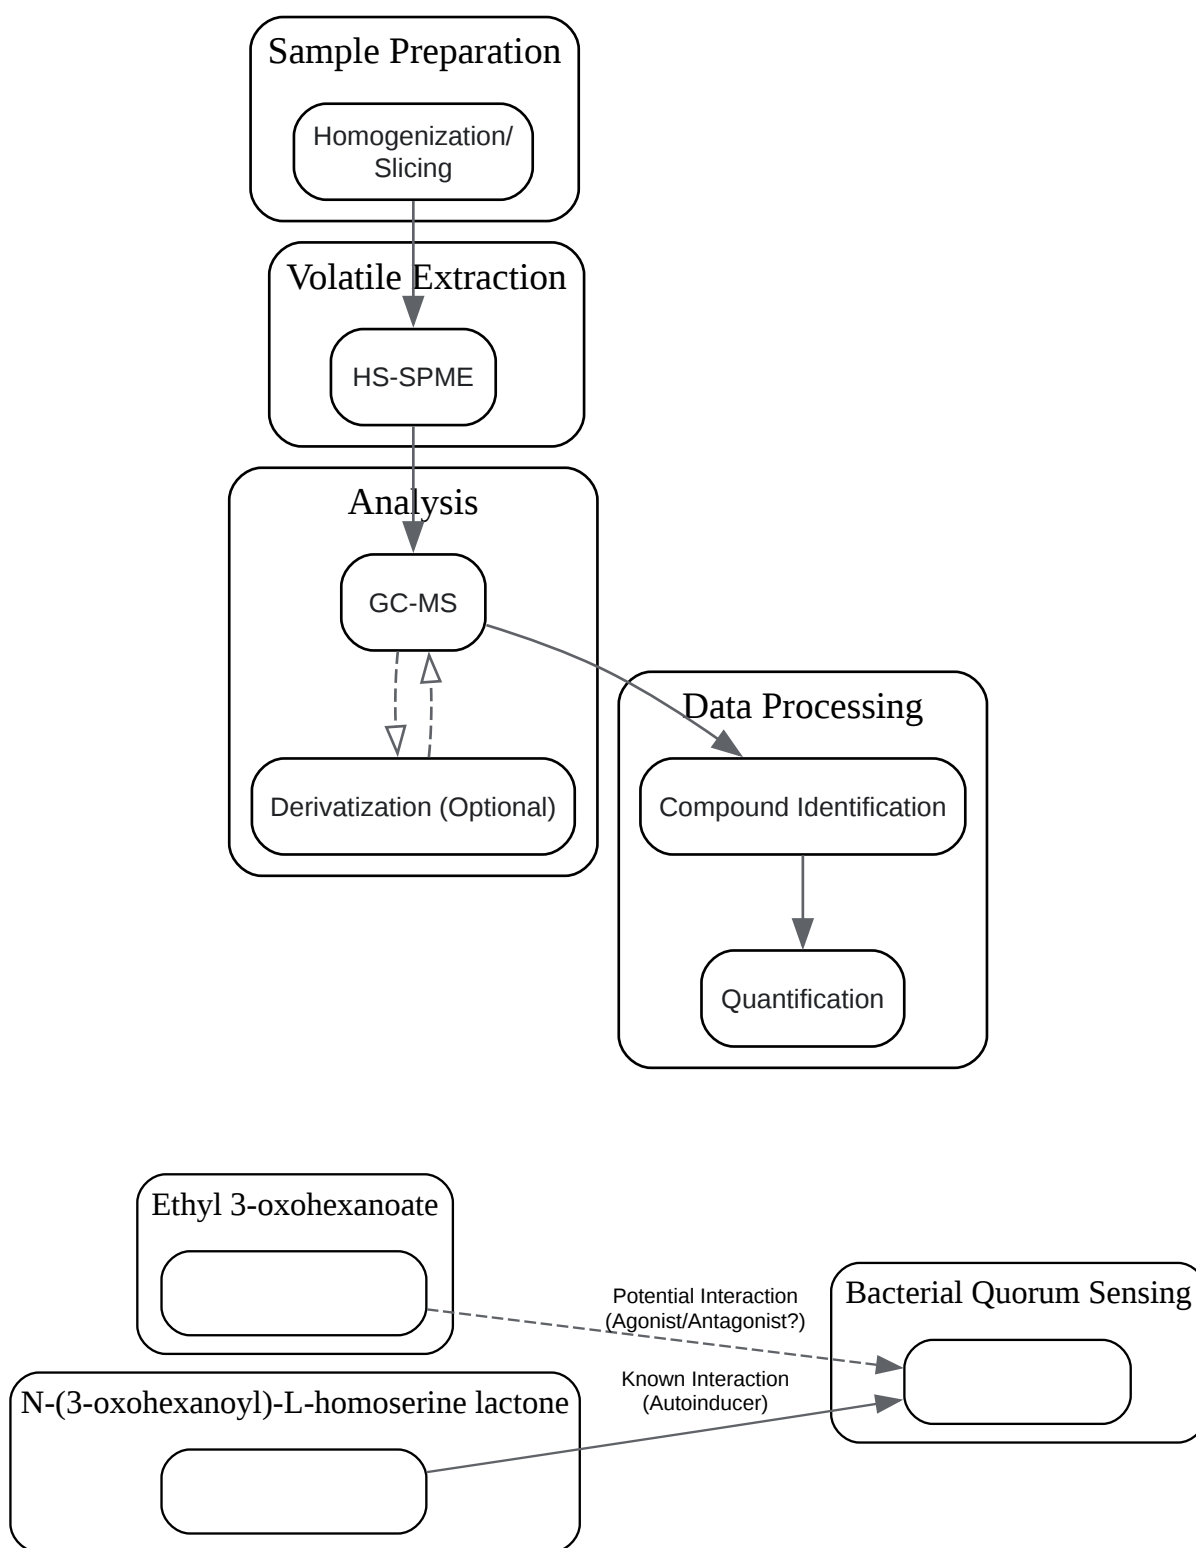 Sample Preparation
Homogenization/
Slicing
Volatile Extraction
HS-SPME
Analysis
GC-MS
Derivatization (Optional)
Data Processing
Compound Identification
Quantification
Ethyl 3-oxohexanoate
Potential Interaction
(Agonist/Antagonist?)
Bacterial Quorum Sensing
N-(3-oxohexanoyl)-L-homoserine lactone
Known Interaction
(Autoinducer)